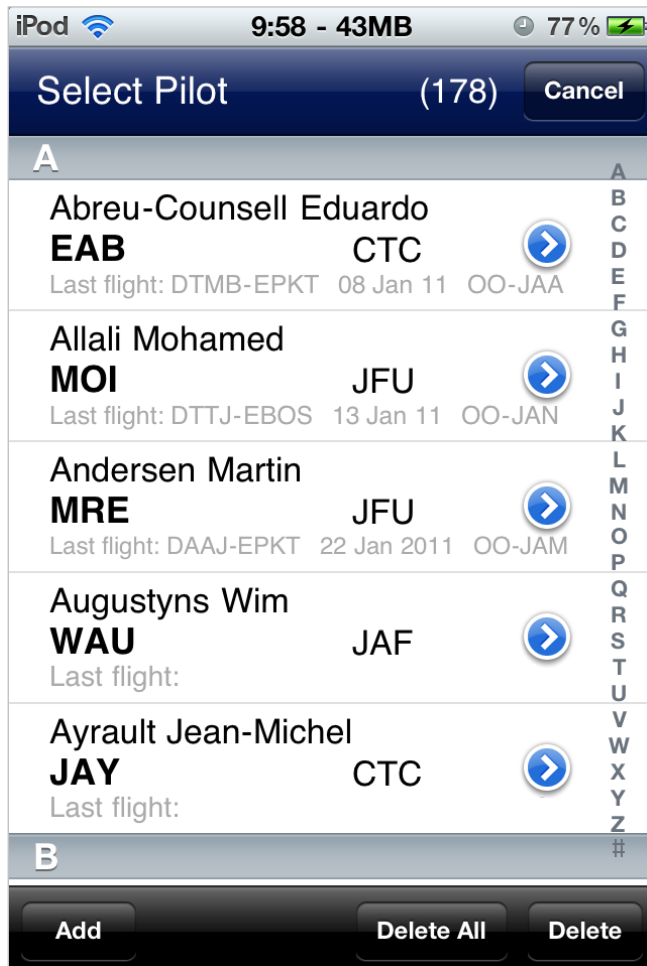 iPod 9:58 - 43MB 77%
Select Pilot (178) Cancel
A
Abreu-Counsell Eduardo
EAB CTC
Last flight: DTMB-EPKT 08 Jan 11 OO-JAA
Allali Mohamed
MOI JFU
Last flight: DTTJ-EBOS 13 Jan 11 OO-JAN
Andersen Martin
MRE JFU
Last flight: DAAJ-EPKT 22 Jan 2011 OO-JAM
Augustyns Wim
WAU JAF
Last flight:
Ayrault Jean-Michel
JAY CTC
Last flight:
B
A
B
C
D
E
F
G
H
I
J
K
L
M
N
O
P
Q
R
S
T
U
V
W
X
Y
Z
#
Add Delete All Delete